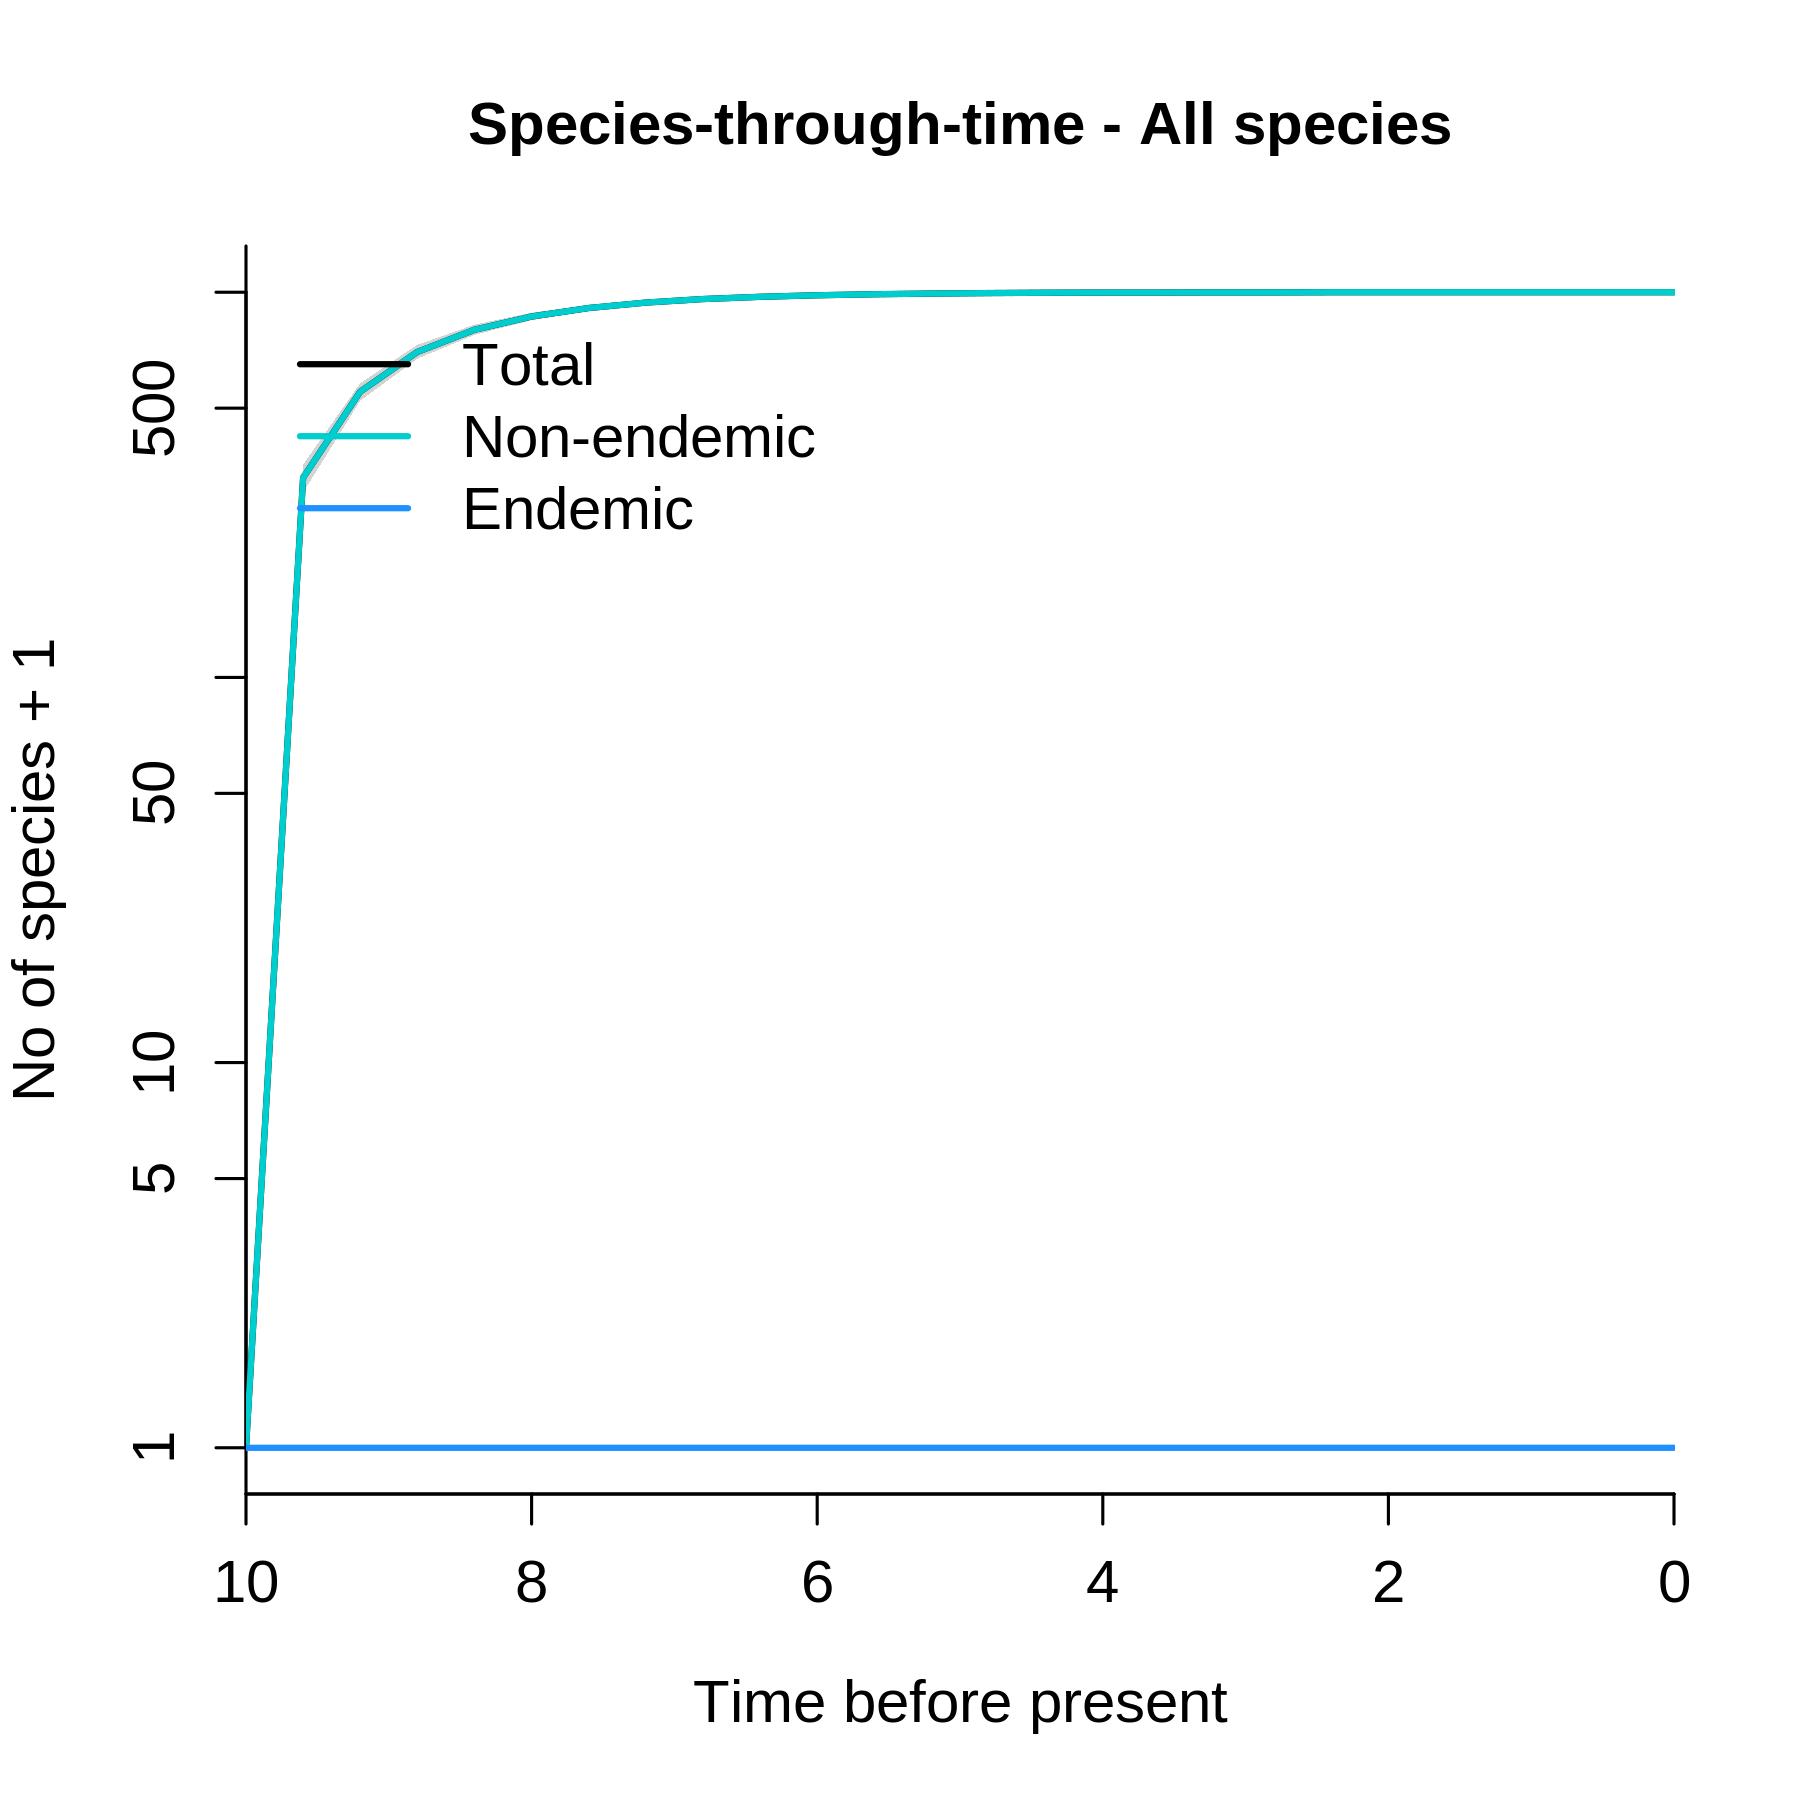 Species-through-time - All species
Total
Non-endemic
Endemic
No of species + 1
500
50
10
5
1
10 8 6 4 2 0
Time before present